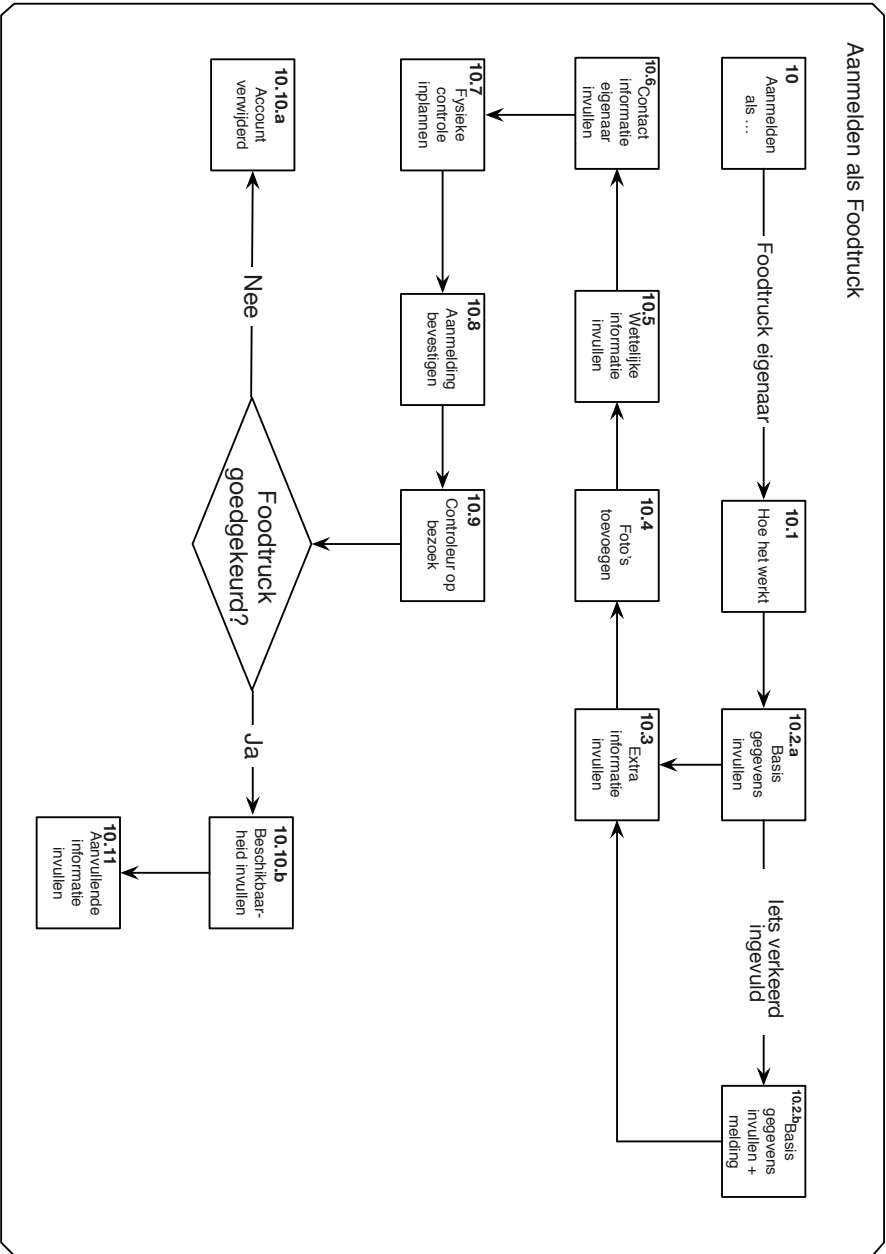 Aanmelden als Foodtruck
10
Aanmelden
als ...
Foodtruck eigenaar
10.1
Hoe het werkt
10.2.a
Basis
gegevens
invullen
Iets verkeerd
ingevuld
10.2.b Basis
gegevens
invullen +
melding
10.6 Contact
informatie
eigenaar
invullen
10.5
Wettelijke
informatie
invullen
10.4
Foto's
toevoegen
10.3
Extra
informatie
invullen
10.7
Fysieke
controle
inplannen
10.8
Aanmelding
bevestigen
10.9
Controleur op
bezoek
10.10.a
Account
verwijderd
Nee
Foodtruck
goedgekeurd?
Ja
10.10.b
Beschikbaar-
heid invullen
10.11
Aanvullende
informatie
invullen